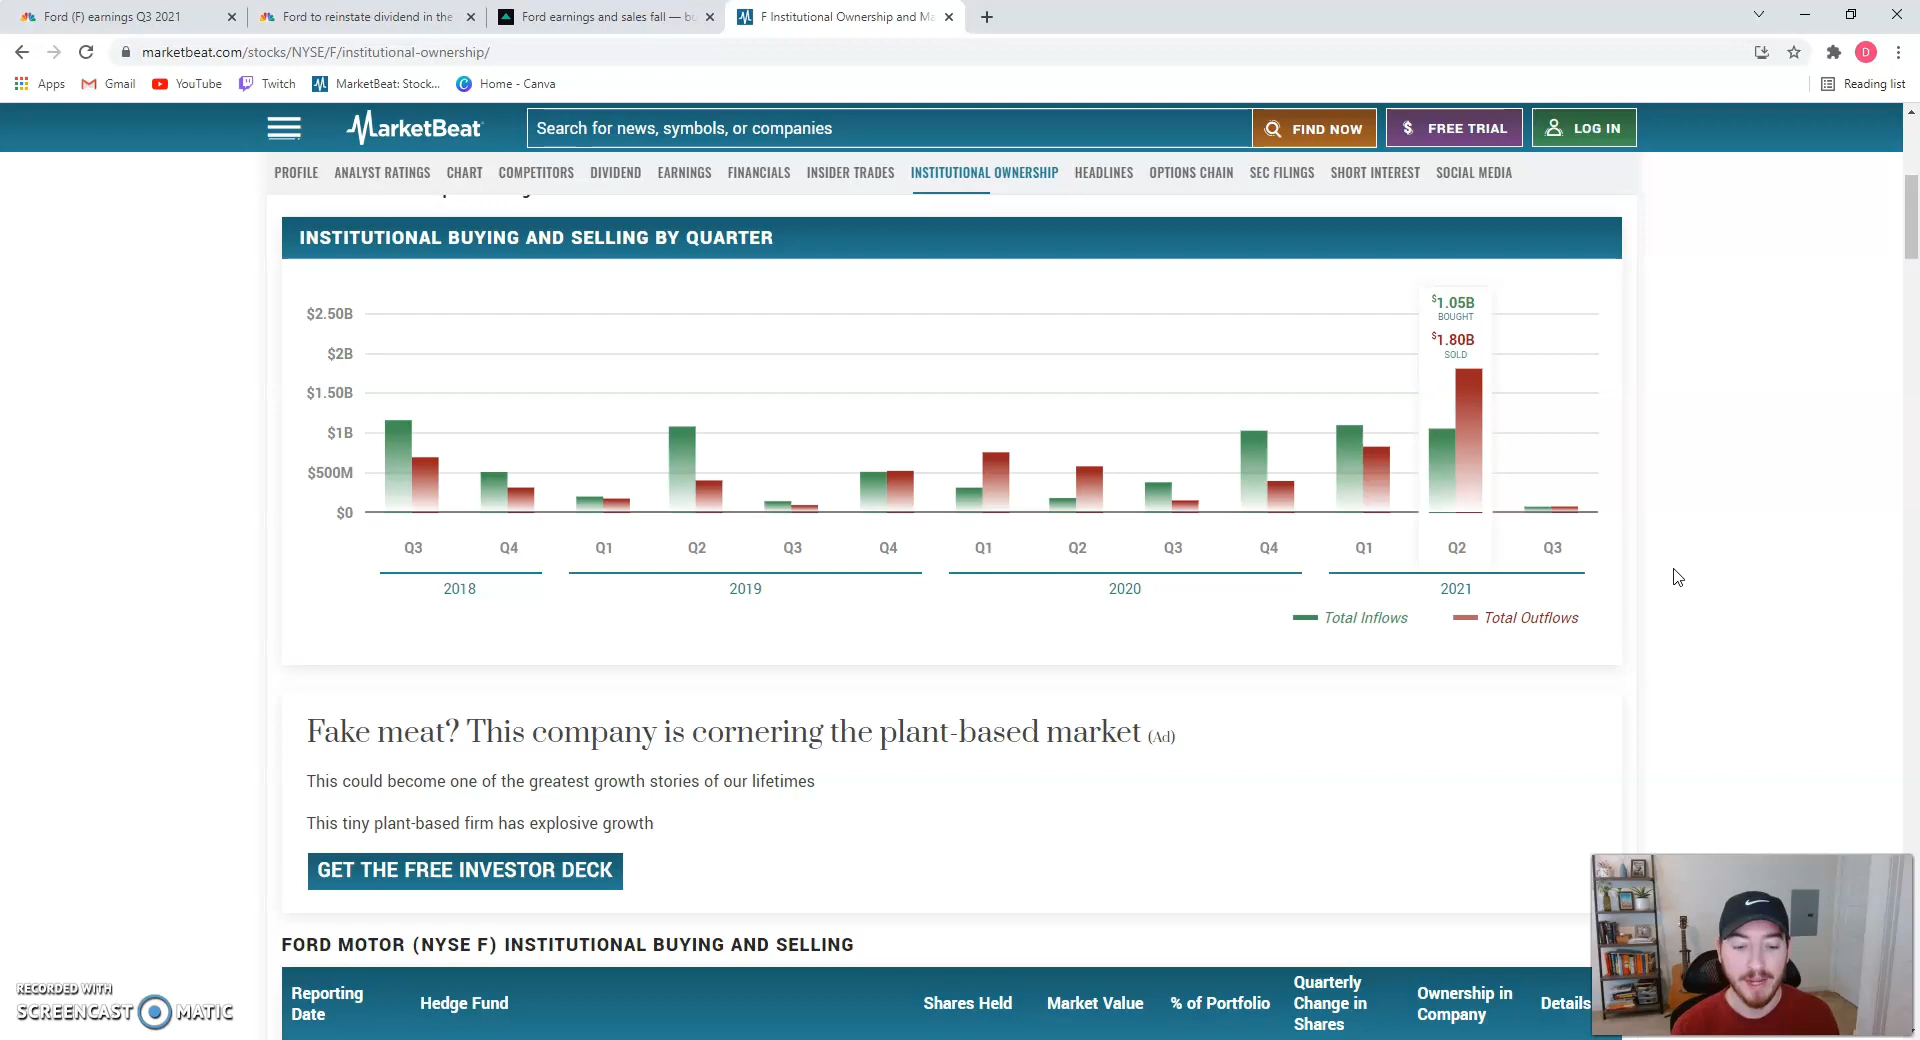 Ford (F) earnings Q3 2021
Ford to reinstate dividend in the
Ford earnings and sales fall — bu
F Institutional Ownership and Ma
marketbeat.com/stocks/NYSE/F/institutional-ownership/
D
Apps
Gmail
YouTube
Twitch
MarketBeat: Stock...
Home - Canva
Reading list
MarketBeat
Search for news, symbols, or companies
FIND NOW
$ FREE TRIAL
LOG IN
PROFILE
ANALYST RATINGS
CHART
COMPETITORS
DIVIDEND
EARNINGS
FINANCIALS
INSIDER TRADES
INSTITUTIONAL OWNERSHIP
HEADLINES
OPTIONS CHAIN
SEC FILINGS
SHORT INTEREST
SOCIAL MEDIA
INSTITUTIONAL BUYING AND SELLING BY QUARTER
$1.05B
BOUGHT
$1.80B
SOLD
$2.50B
$2B
$1.50B
$1B
$500M
$0
Q3 Q4 Q1 Q2 Q3 Q4 Q1 Q2 Q3 Q4 Q1 Q2 Q3
2018 2019 2020 2021
Total Inflows
Total Outflows
Fake meat? This company is cornering the plant-based market (Ad)
This could become one of the greatest growth stories of our lifetimes
This tiny plant-based firm has explosive growth
GET THE FREE INVESTOR DECK
FORD MOTOR (NYSE F) INSTITUTIONAL BUYING AND SELLING
Reporting
Date
Hedge Fund
Shares Held
Market Value
% of Portfolio
Quarterly
Change in
Shares
Ownership in
Company
Details
RECORDED WITH
SCREENCAST MATIC